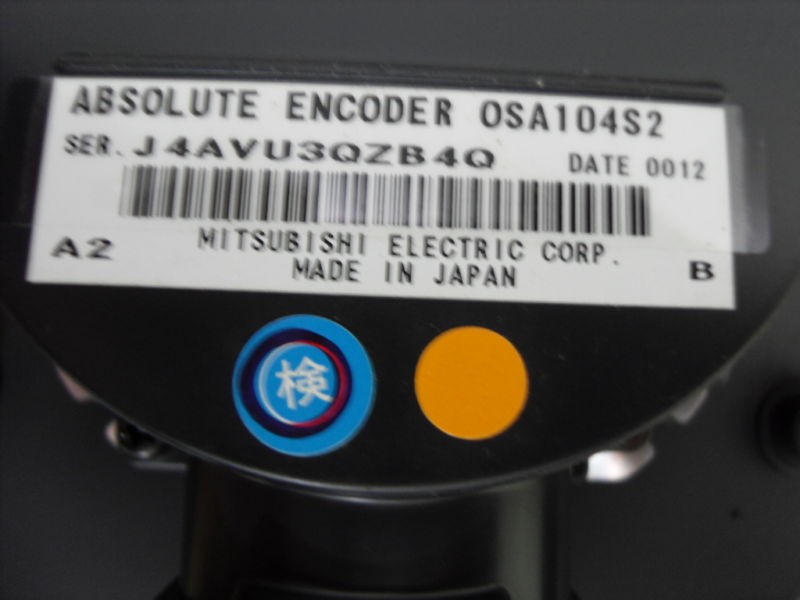 ABSOLUTE ENCODER OSA104S2
SER. J4AVU3QZB4Q DATE 0012
A2 MITSUBISHI ELECTRIC CORP.
MADE IN JAPAN B
検